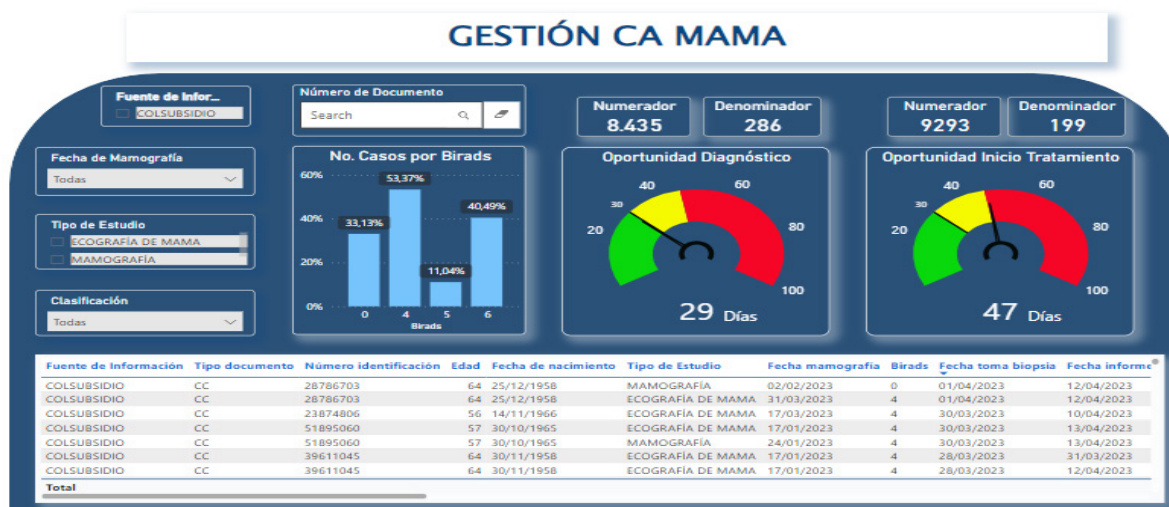 GESTIÓN CA MAMA
Fuente de Infor...
COLSUBSIDIO
Número de Documento
Search
Numerador
8.435
Denominador
286
Numerador
9293
Denominador
199
Fecha de Mamografía
Todas
Tipo de Estudio
ECOGRAFÍA DE MAMA
MAMOGRAFÍA
Clasificación
Todas
No. Casos por Birads
60%
40%
20%
0%
33,13%
53,37%
11,04%
40,49%
0 4 5 6
Birads
Oportunidad Diagnóstico
20
30
40
60
80
100
29 Días
Oportunidad Inicio Tratamiento
20
30
40
60
80
100
47 Días
Fuente de Información Tipo documento Número identificación Edad Fecha de nacimiento Tipo de Estudio Fecha mamografía Birads Fecha toma biopsia Fecha informe
COLSUBSIDIO CC 28786703 64 25/12/1958 MAMOGRAFÍA 02/02/2023 0 01/04/2023 12/04/2023
COLSUBSIDIO CC 28786703 64 25/12/1958 ECOGRAFÍA DE MAMA 31/03/2023 4 01/04/2023 12/04/2023
COLSUBSIDIO CC 23874806 56 14/11/1966 ECOGRAFÍA DE MAMA 17/03/2023 4 30/03/2023 10/04/2023
COLSUBSIDIO CC 51895060 57 30/10/1965 ECOGRAFÍA DE MAMA 17/01/2023 4 30/03/2023 13/04/2023
COLSUBSIDIO CC 51895060 57 30/10/1965 MAMOGRAFÍA 24/01/2023 4 30/03/2023 13/04/2023
COLSUBSIDIO CC 39611045 64 30/11/1958 ECOGRAFÍA DE MAMA 17/01/2023 4 28/03/2023 31/03/2023
COLSUBSIDIO CC 39611045 64 30/11/1958 ECOGRAFÍA DE MAMA 17/01/2023 4 28/03/2023 12/04/2023
Total